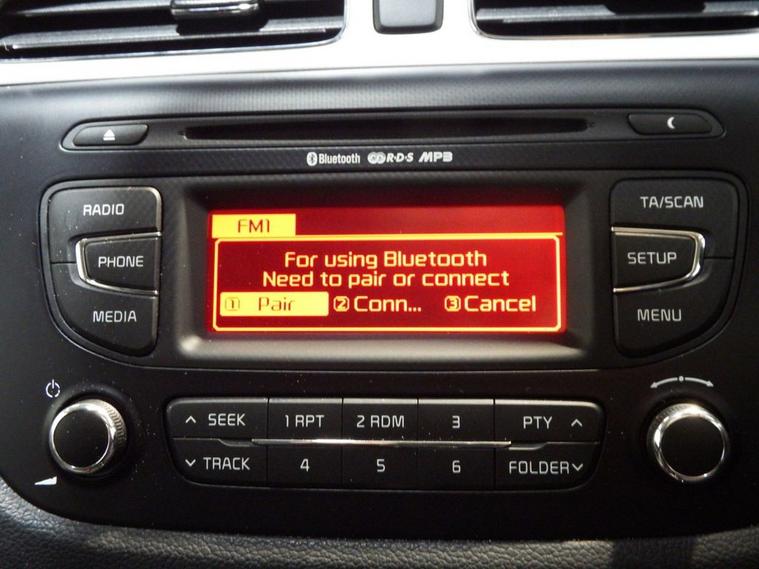 Bluetooth R·D·S MP3
RADIO
PHONE
MEDIA
FM1
For using Bluetooth
Need to pair or connect
1 Pair 2 Conn... 3 Cancel
TA/SCAN
SETUP
MENU
SEEK 1 RPT 2 RDM 3 PTY
TRACK 4 5 6 FOLDER